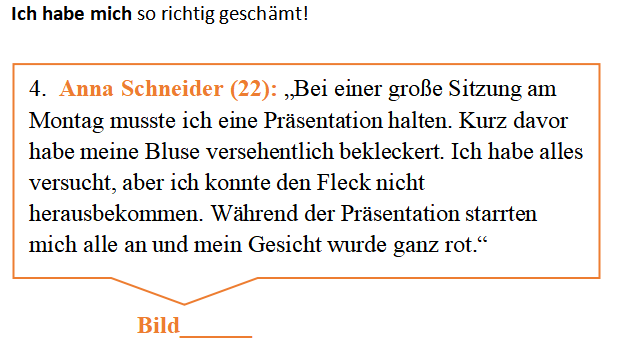 Ich habe mich so richtig geschämt!
4. Anna Schneider (22): „Bei einer große Sitzung am
Montag musste ich eine Präsentation halten. Kurz davor
habe meine Bluse versehentlich bekleckert. Ich habe alles
versucht, aber ich konnte den Fleck nicht
herausbekommen. Während der Präsentation starrten
mich alle an und mein Gesicht wurde ganz rot.“
Bild______